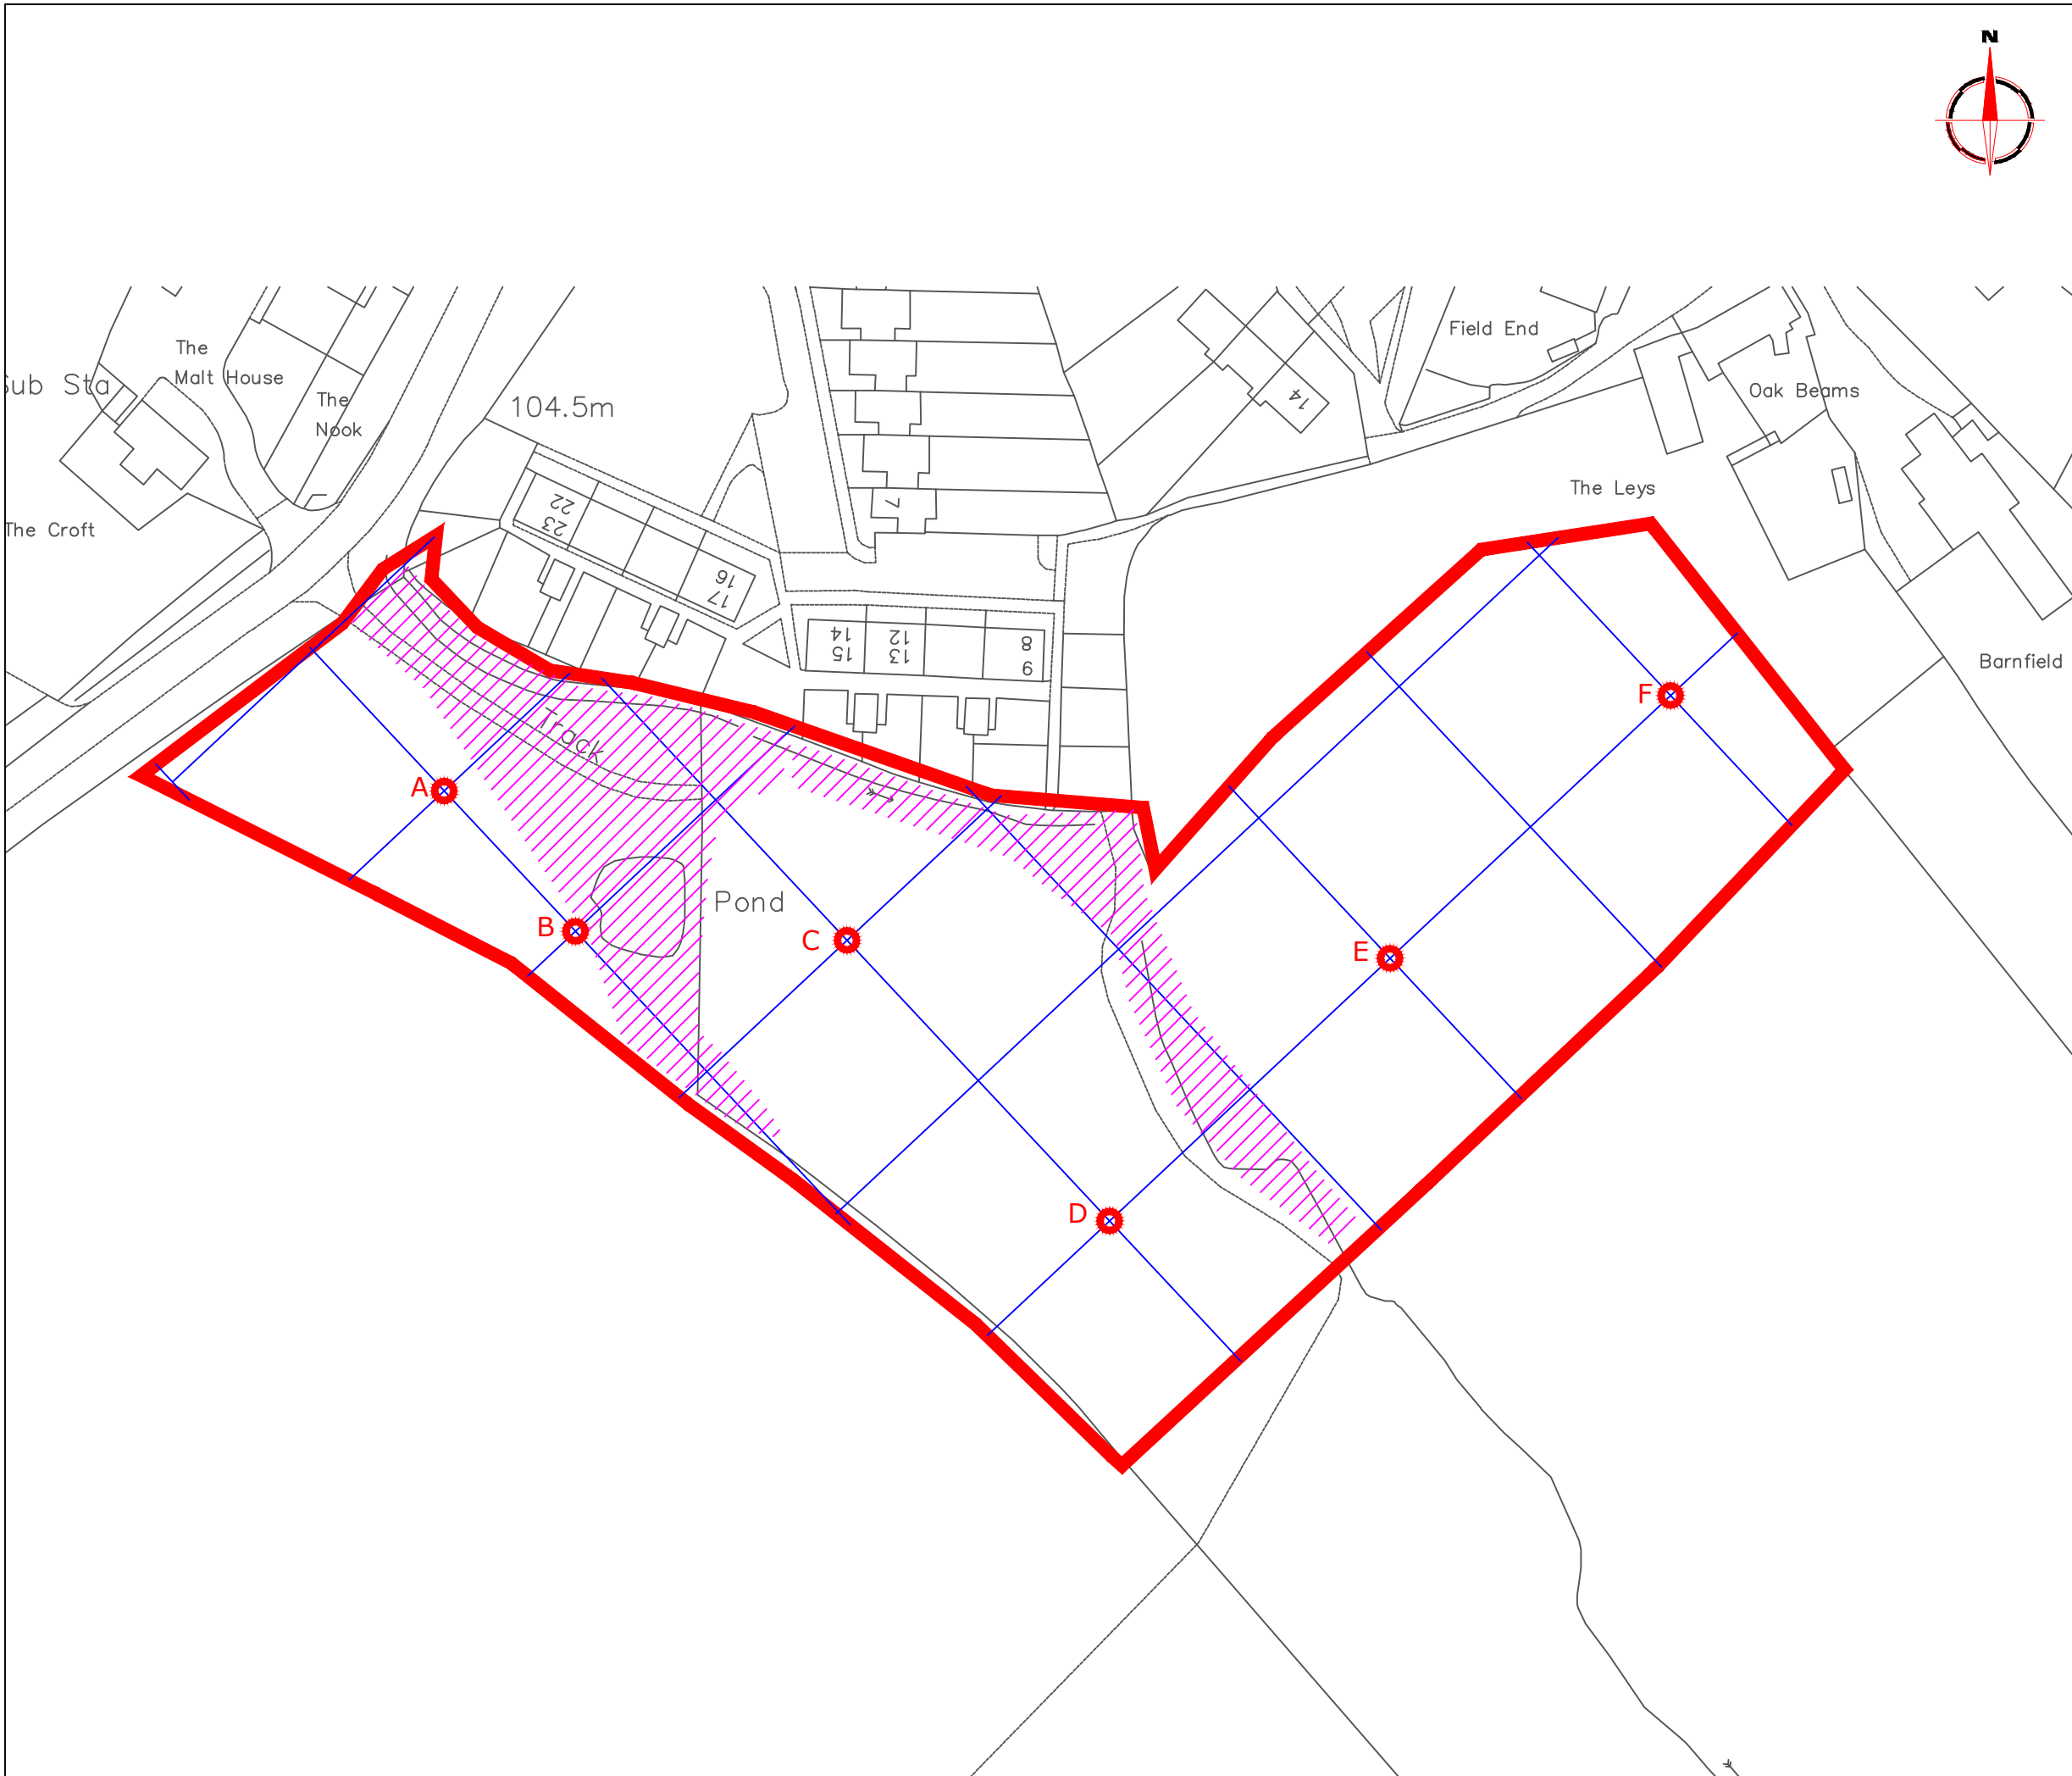 N
Field End
The
Malt House
Sub Sta
The
Nook
Oak Beams
104.5m
14
The Leys
7
22
23
The Croft
16
17
14
15
12
13
8
9
Barnfield
F
Track
A
Pond
B
C
E
D